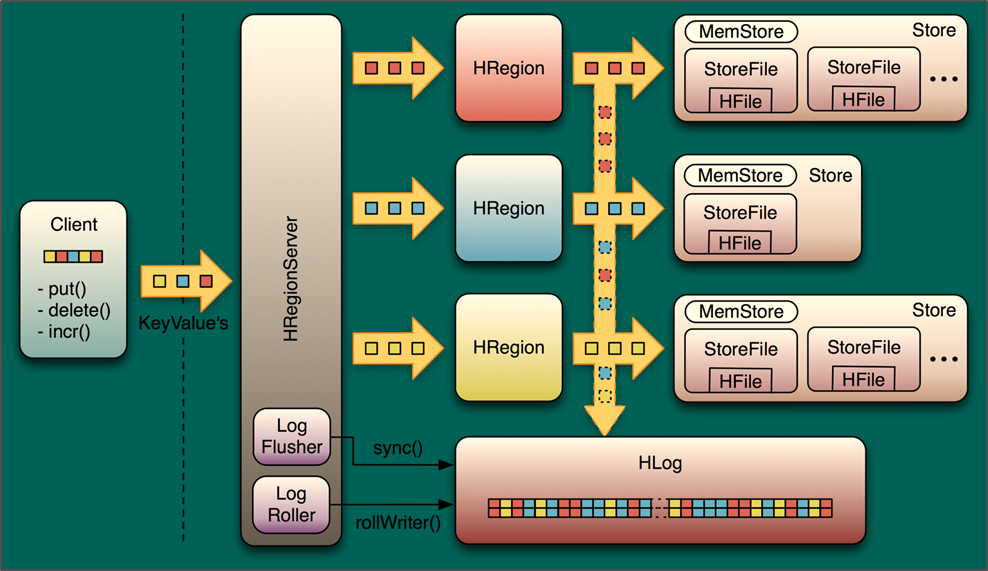 Client
- put()
- delete()
- incr()
KeyValue's
HRegionServer
Log
Flusher
Log
Roller
sync()
rollWriter()
HRegion
MemStore
Store
StoreFile
HFile
StoreFile
HFile
...
HRegion
MemStore
Store
StoreFile
HFile
HRegion
MemStore
Store
StoreFile
HFile
StoreFile
HFile
...
HLog